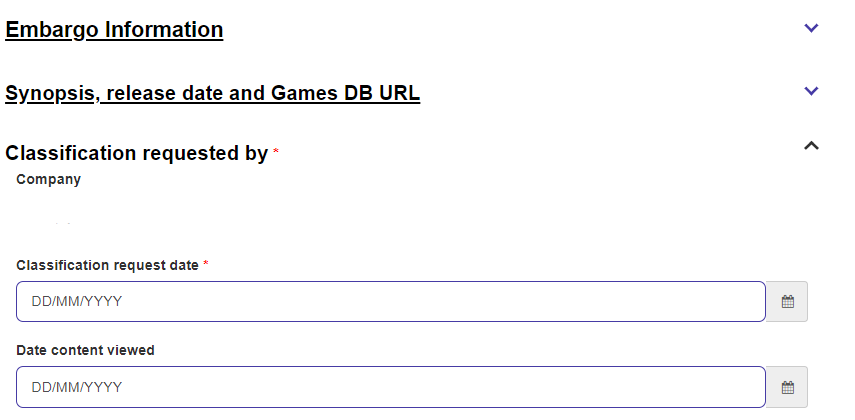 Embargo Information
Synopsis, release date and Games DB URL
Classification requested by *
Company
Classification request date *
DD/MM/YYYY
Date content viewed
DD/MM/YYYY